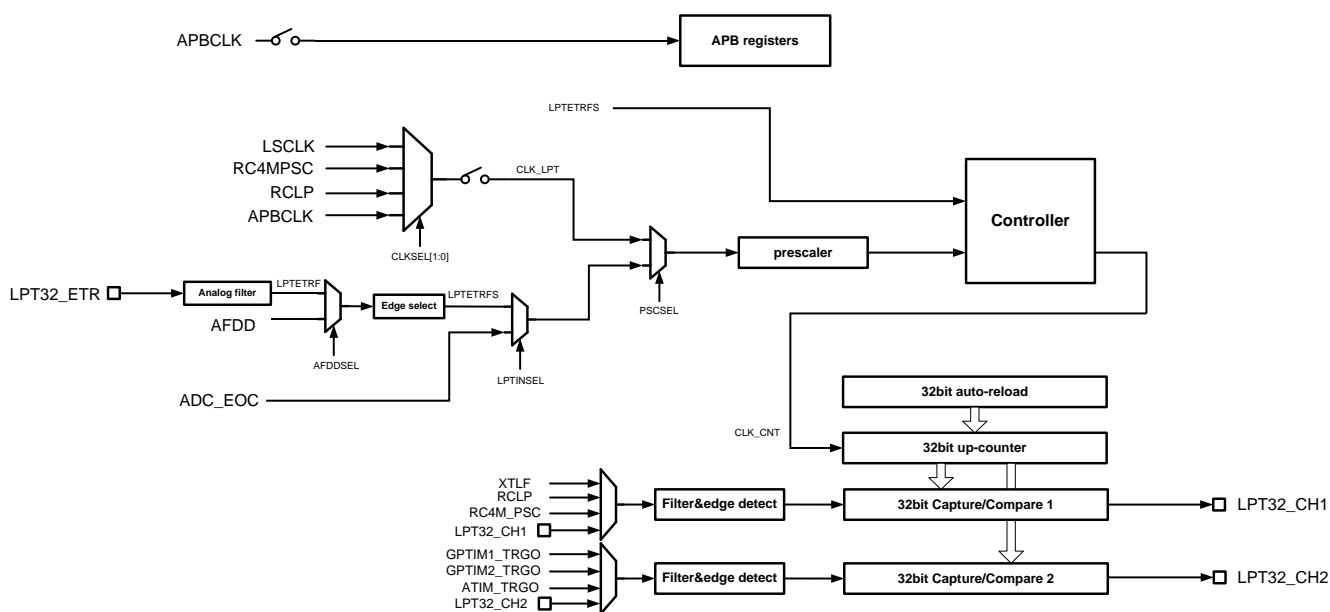 APBCLK
APB registers
LPTETRFS
LSCLK
RC4MPSC
RCLP
APBCLK
CLK_LPT
CLKSEL[1:0]
Controller
prescaler
PSCSEL
LPT32_ETR
Analog filter
LPTETRF
AFDD
AFDDSEL
Edge select
LPTETRFS
LPTINSEL
ADC_EOC
32bit auto-reload
CLK_CNT
32bit up-counter
XTLF
RCLP
RC4M_PSC
LPT32_CH1
Filter&edge detect
32bit Capture/Compare 1
LPT32_CH1
GPTIM1_TRGO
GPTIM2_TRGO
ATIM_TRGO
LPT32_CH2
Filter&edge detect
32bit Capture/Compare 2
LPT32_CH2